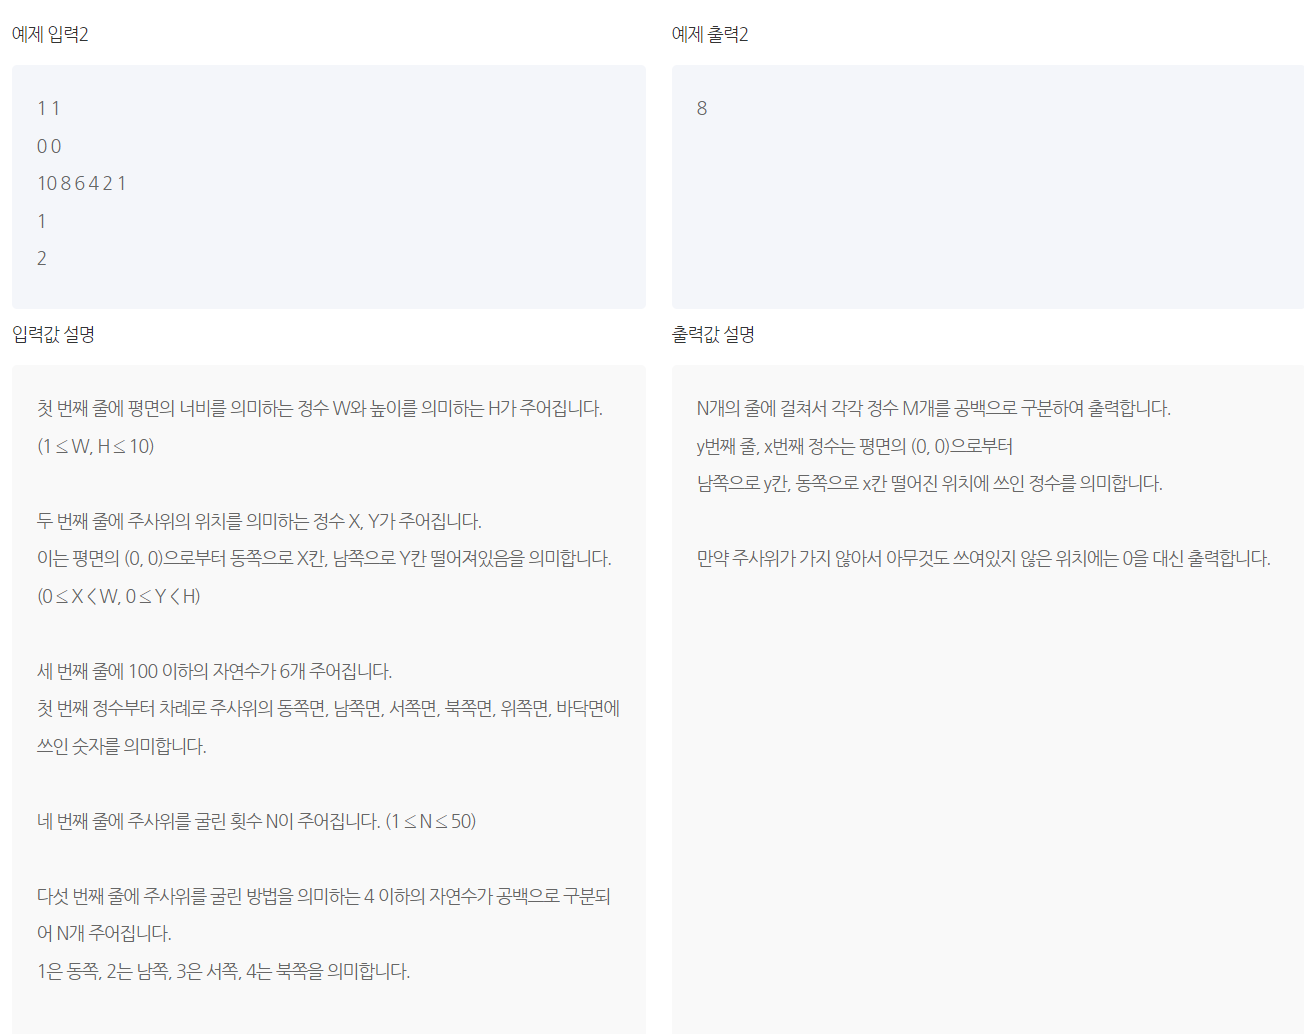 예제 입력2
1 1
0 0
10 8 6 4 2 1
1
2
예제 출력2
8
입력값 설명
첫 번째 줄에 평면의 너비를 의미하는 정수 W와 높이를 의미하는 H가 주어집니다.
(1 ≤ W, H ≤ 10)
두 번째 줄에 주사위의 위치를 의미하는 정수 X, Y가 주어집니다.
이는 평면의 (0, 0)으로부터 동쪽으로 X칸, 남쪽으로 Y칸 떨어져있음을 의미합니다.
(0 ≤ X < W, 0 ≤ Y < H)
세 번째 줄에 100 이하의 자연수가 6개 주어집니다.
첫 번째 정수부터 차례로 주사위의 동쪽면, 남쪽면, 서쪽면, 북쪽면, 위쪽면, 바닥면에
쓰인 숫자를 의미합니다.
네 번째 줄에 주사위를 굴린 횟수 N이 주어집니다. (1 ≤ N ≤ 50)
다섯 번째 줄에 주사위를 굴린 방법을 의미하는 4 이하의 자연수가 공백으로 구분되
어 N개 주어집니다.
1은 동쪽, 2는 남쪽, 3은 서쪽, 4는 북쪽을 의미합니다.
출력값 설명
N개의 줄에 걸쳐서 각각 정수 M개를 공백으로 구분하여 출력합니다.
y번째 줄, x번째 정수는 평면의 (0, 0)으로부터
남쪽으로 y칸, 동쪽으로 x칸 떨어진 위치에 쓰인 정수를 의미합니다.
만약 주사위가 가지 않아서 아무것도 쓰여있지 않은 위치에는 0을 대신 출력합니다.